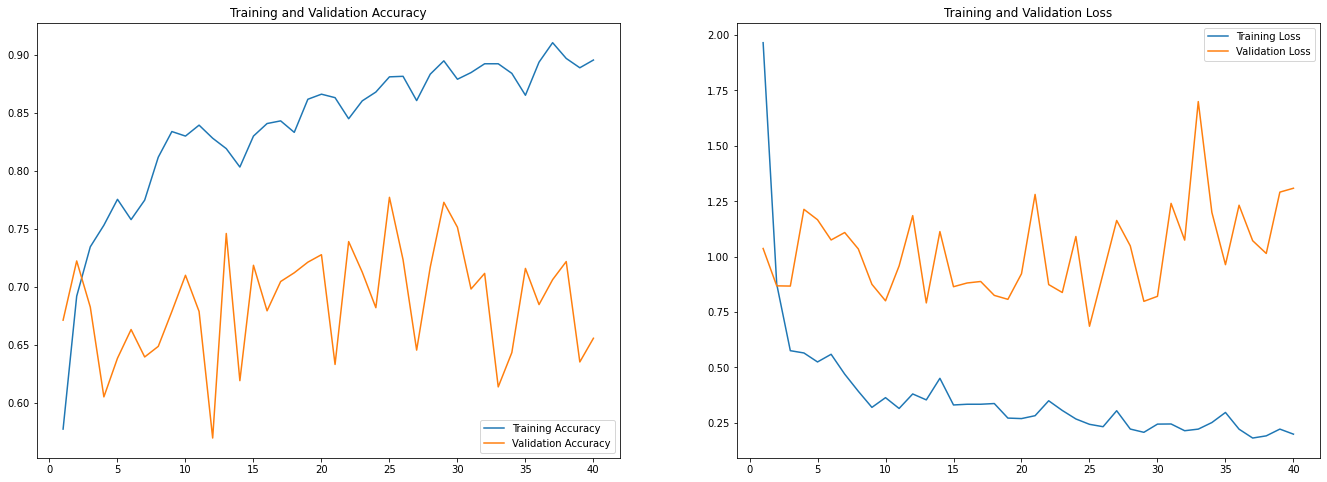 Training and Validation Accuracy
0.90
0.85
0.80
0.75
0.70
0.65
0.60
Training Accuracy
Validation Accuracy
0 5 10 15 20 25 30 35 40
Training and Validation Loss
2.00
1.75
1.50
1.25
1.00
0.75
0.50
0.25
Training Loss
Validation Loss
0 5 10 15 20 25 30 35 40